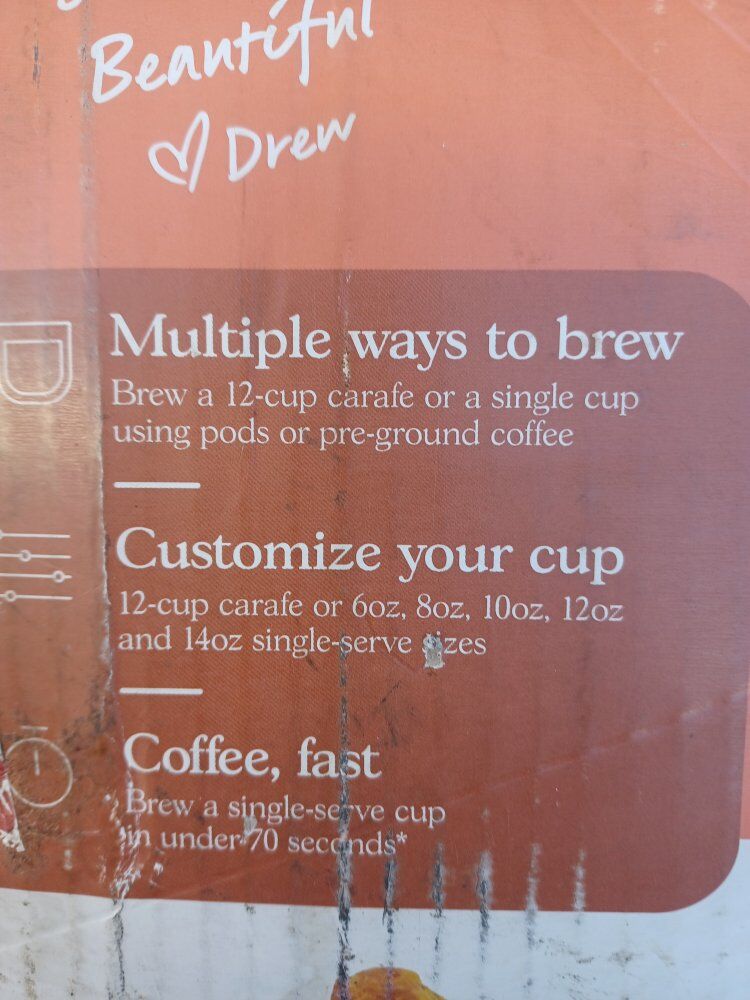 Beautiful
Drew
Multiple ways to brew
Brew a 12-cup carafe or a single cup
using pods or pre-ground coffee
Customize your cup
12-cup carafe or 6oz, 8oz, 10oz, 12oz
and 14oz single-serve sizes
Coffee, fast
Brew a single-serve cup
in under 70 seconds*